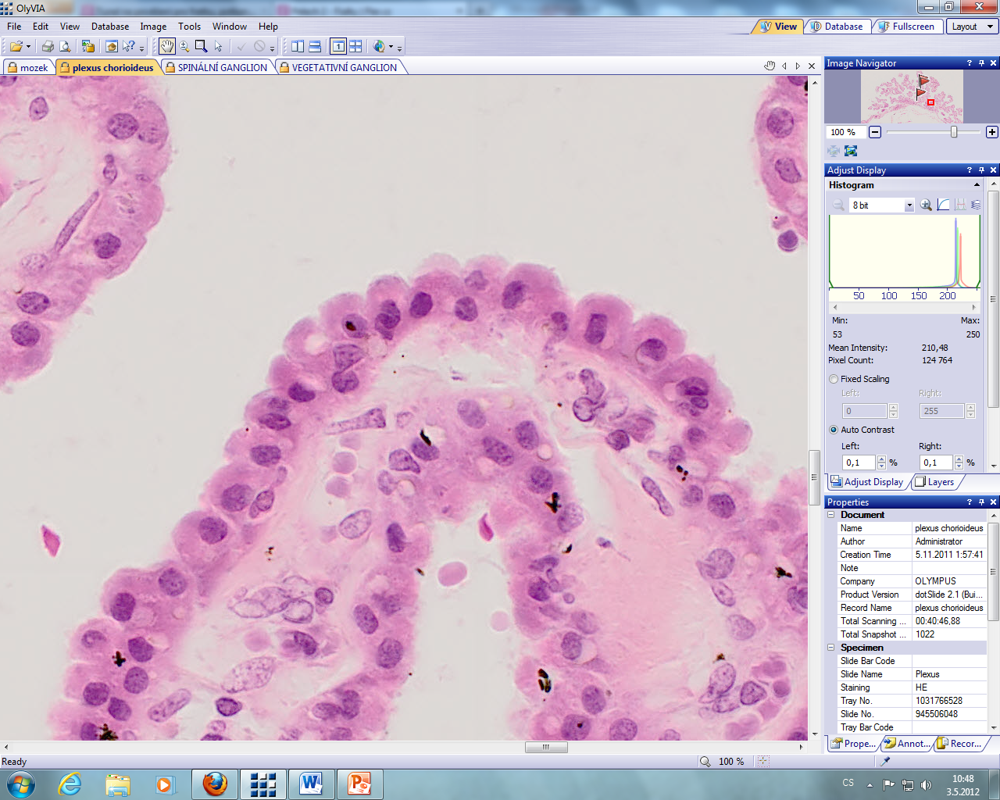 OlyVIA
File Edit View Database Image Tools Window Help
View Database Fullscreen Layout
mozek plexus chorioideus SPINÁLNÍ GANGLION VEGETATIVNÍ GANGLION
Image Navigator
100 %
Adjust Display
Histogram
8 bit
50 100 150 200
Min: Max:
53 250
Mean Intensity: 210,48
Pixel Count: 124 764
Fixed Scaling
Left: Right:
0 255
Auto Contrast
Left: Right:
0,1 % 0,1 %
Adjust Display Layers
Properties
Document
Name plexus chorioideus
Author Administrator
Creation Time 5.11.2011 1:57:41
Note
Company OLYMPUS
Product Version dotSlide 2.1 (Bui...
Record Name plexus chorioideus
Total Scanning ... 00:40:46,88
Total Snapshot ... 1022
Specimen
Slide Bar Code
Slide Name Plexus
Staining HE
Tray No. 1031766528
Slide No. 945506048
Tray Bar Code
Prope... Annot... Recor...
Ready 100 %
CS 10:48
3.5.2012